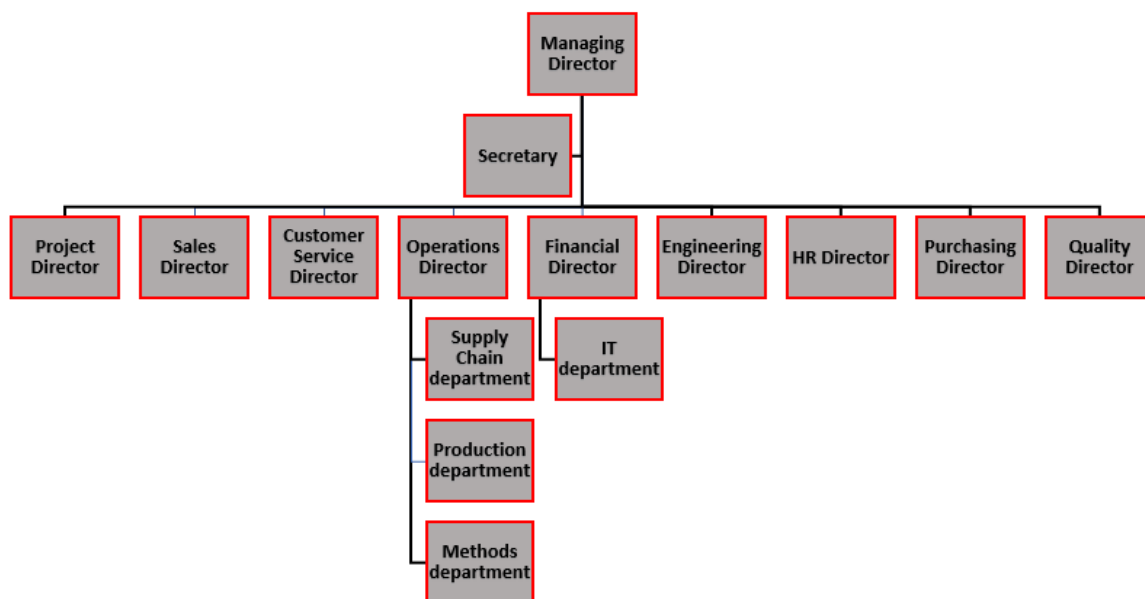 Managing
Director
Secretary
Project
Director
Sales
Director
Customer
Service
Director
Operations
Director
Financial
Director
Engineering
Director
HR Director
Purchasing
Director
Quality
Director
Supply
Chain
department
IT
department
Production
department
Methods
department